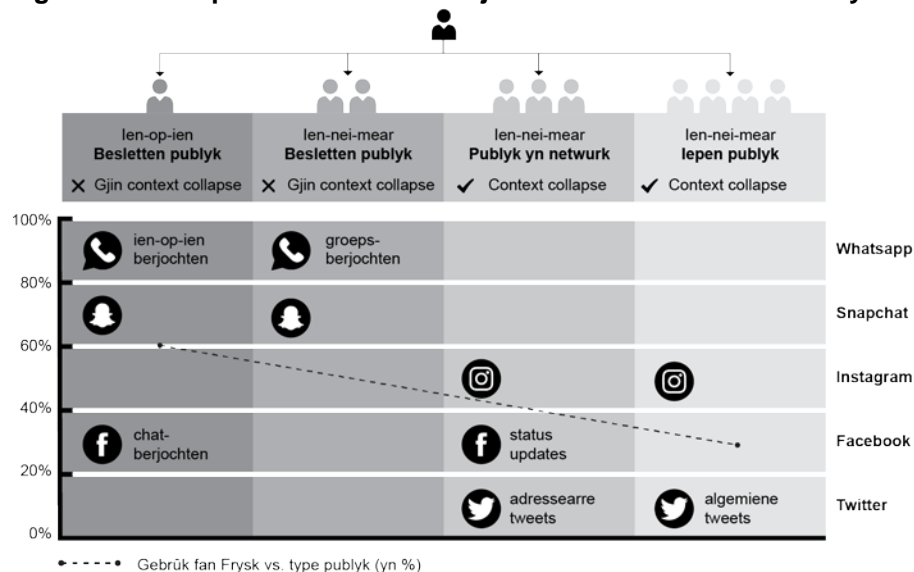 Ien-op-ien
Besletten publyk
✗ Gjin context collapse
Ien-nei-mear
Besletten publyk
✗ Gjin context collapse
Ien-nei-mear
Publyk yn netwurk
✓ Context collapse
Ien-nei-mear
Iepen publyk
✓ Context collapse
100%
80%
60%
40%
20%
0%
ien-op-ien
berjochten
groeps-
berjochten
Whatsapp
Snapchat
Instagram
chat-
berjochten
status
updates
Facebook
adressearre
tweets
algemiene
tweets
Twitter
Gebrûk fan Frysk vs. type publyk (yn %)